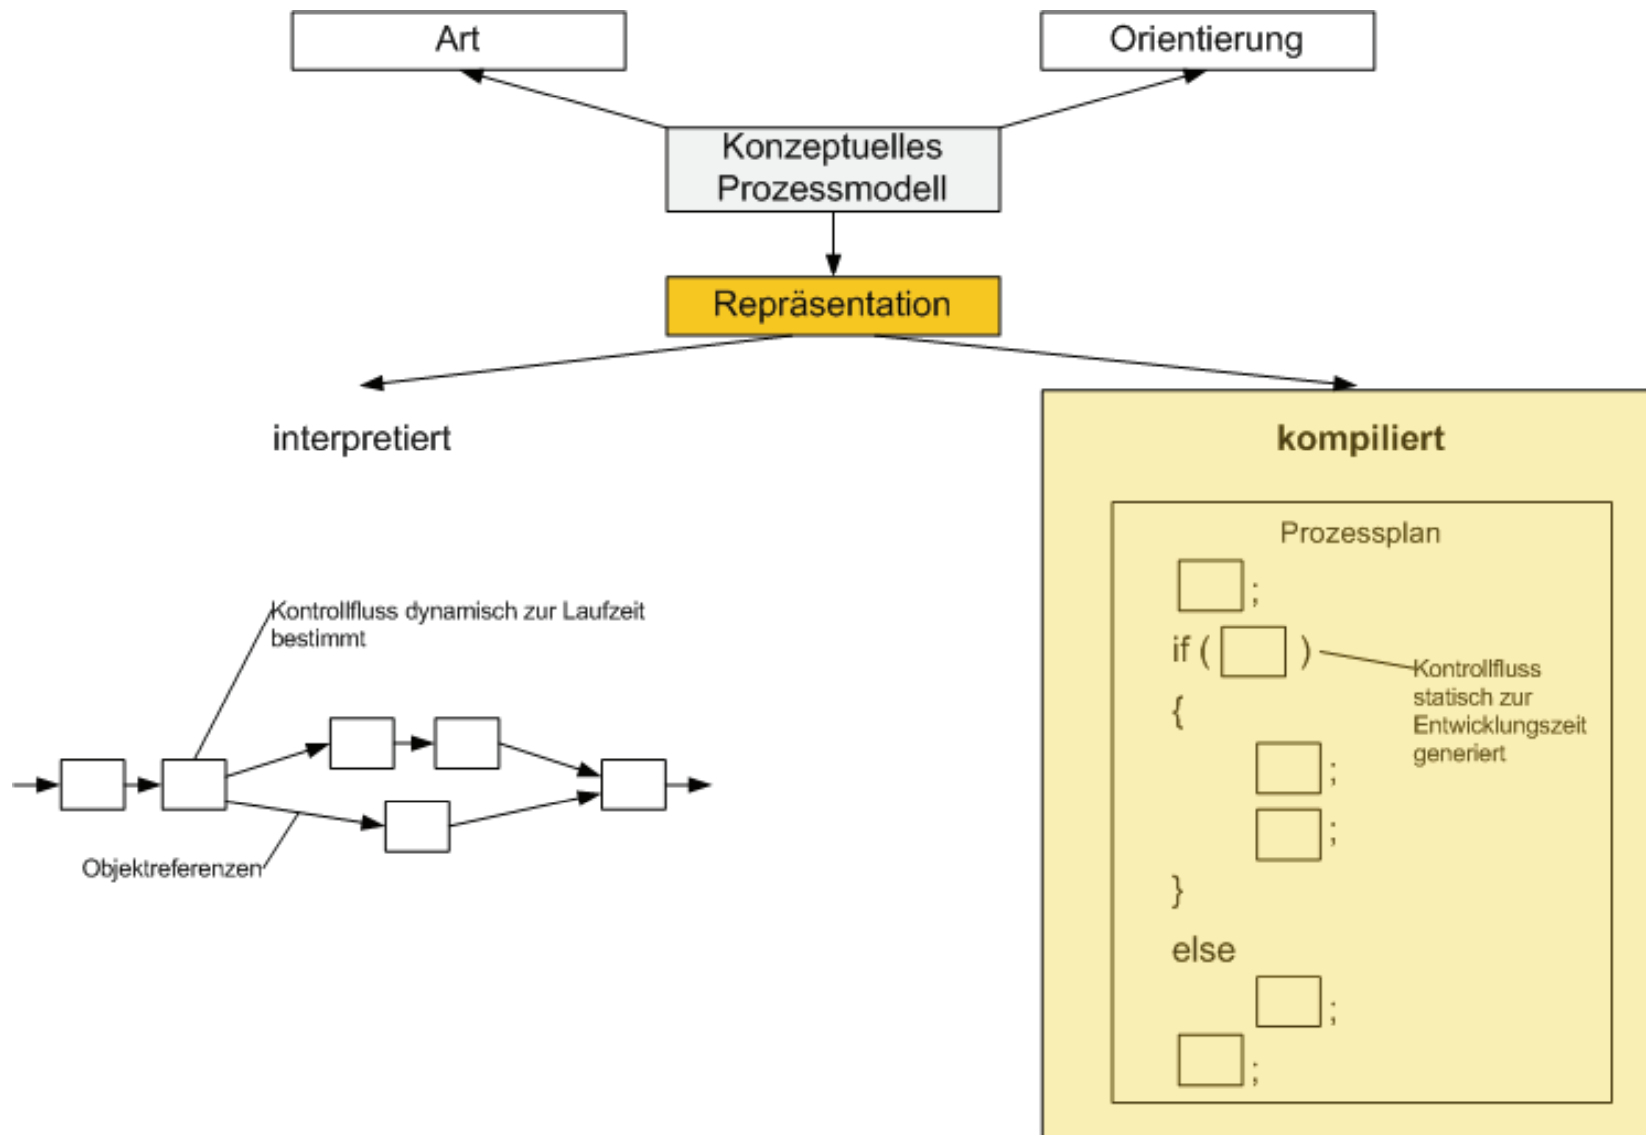 Art
Orientierung
Konzeptuelles
Prozessmodell
Repräsentation
interpretiert
kompiliert
Kontrollfluss dynamisch zur Laufzeit
bestimmt
Objektreferenzen
Prozessplan
;
if ( )
Kontrollfluss
statisch zur
Entwicklungszeit
generiert
{
;
;
}
else
;
;